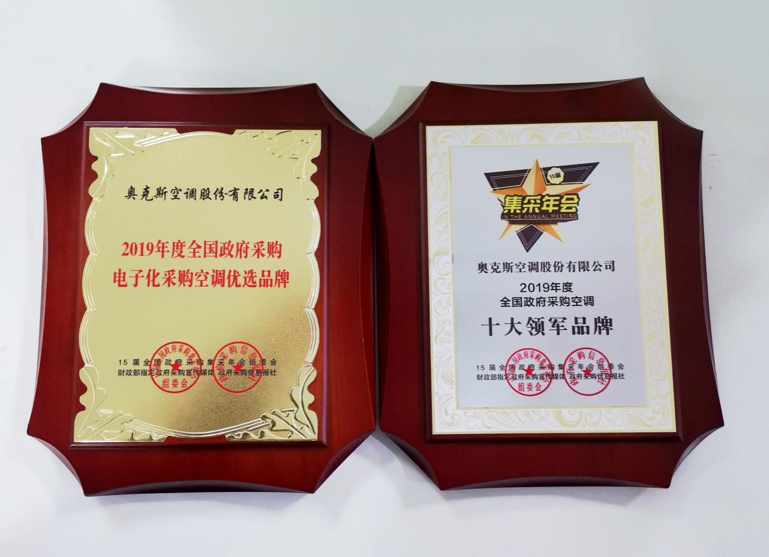 奥克斯空调股份有限公司
2019年度全国政府采购
电子化采购空调优选品牌
15届全国政府采购集采年会组委会
财政部指定政府采购宣传媒体 政府采购信息报社
组委会
15届
集采年会
IN THE ANNUAL MEETING
奥克斯空调股份有限公司
2019年度
全国政府采购空调
十大领军品牌
15届全国政府采购集采年会组委会
财政部指定政府采购宣传媒体 政府采购信息报社
组委会